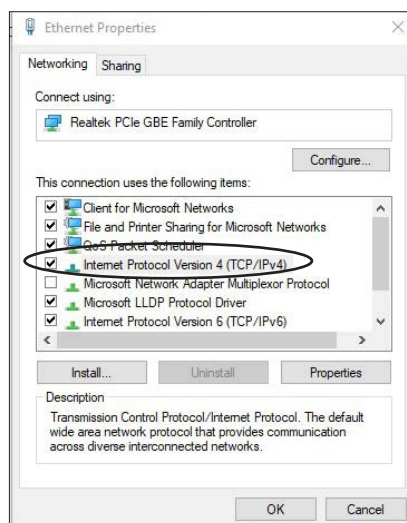 Ethernet Properties
Networking Sharing
Connect using:
Realtek PCIe GBE Family Controller
Configure...
This connection uses the following items:
Client for Microsoft Networks
File and Printer Sharing for Microsoft Networks
QoS Packet Scheduler
Internet Protocol Version 4 (TCP/IPv4)
Microsoft Network Adapter Multiplexor Protocol
Microsoft LLDP Protocol Driver
Internet Protocol Version 6 (TCP/IPv6)
Install... Uninstall Properties
Description
Transmission Control Protocol/Internet Protocol. The default
wide area network protocol that provides communication
across diverse interconnected networks.
OK Cancel